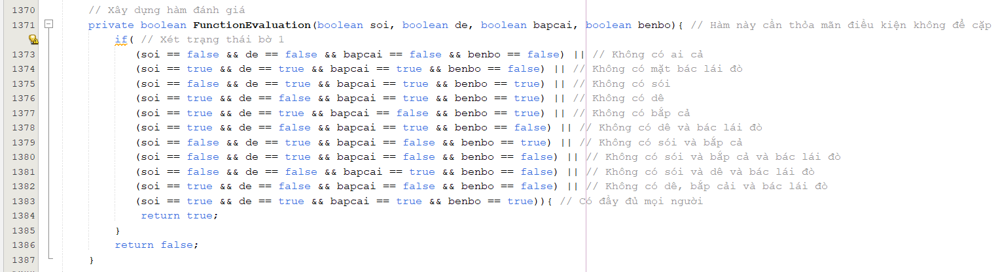 1370 // Xây dựng hàm đánh giá
1371 private boolean FunctionEvaluation(boolean soi, boolean de, boolean bapcai, boolean benbo){ // Hàm này cần thỏa mãn điều kiện không để cặp
if( // Xét trạng thái bờ 1
1373 (soi == false && de == false && bapcai == false && benbo == false) || // Không có ai cả
1374 (soi == true && de == true && bapcai == true && benbo == false) || // Không có mặt bác lái đò
1375 (soi == false && de == true && bapcai == true && benbo == true) || // Không có sói
1376 (soi == true && de == false && bapcai == true && benbo == true) || // Không có dê
1377 (soi == true && de == true && bapcai == false && benbo == true) || // Không có bắp cả
1378 (soi == true && de == false && bapcai == true && benbo == false) || // Không có dê và bác lái đò
1379 (soi == false && de == true && bapcai == false && benbo == true) || // Không có sói và bắp cả
1380 (soi == false && de == true && bapcai == false && benbo == false) || // Không có sói và bắp cả và bác lái đò
1381 (soi == false && de == false && bapcai == true && benbo == false) || // Không có sói và dê và bác lái đò
1382 (soi == true && de == false && bapcai == false && benbo == false) || // Không có dê, bắp cải và bác lái đò
1383 (soi == true && de == true && bapcai == true && benbo == true)){ // Có đầy đủ mọi người
1384 return true;
1385 }
1386 return false;
1387 }